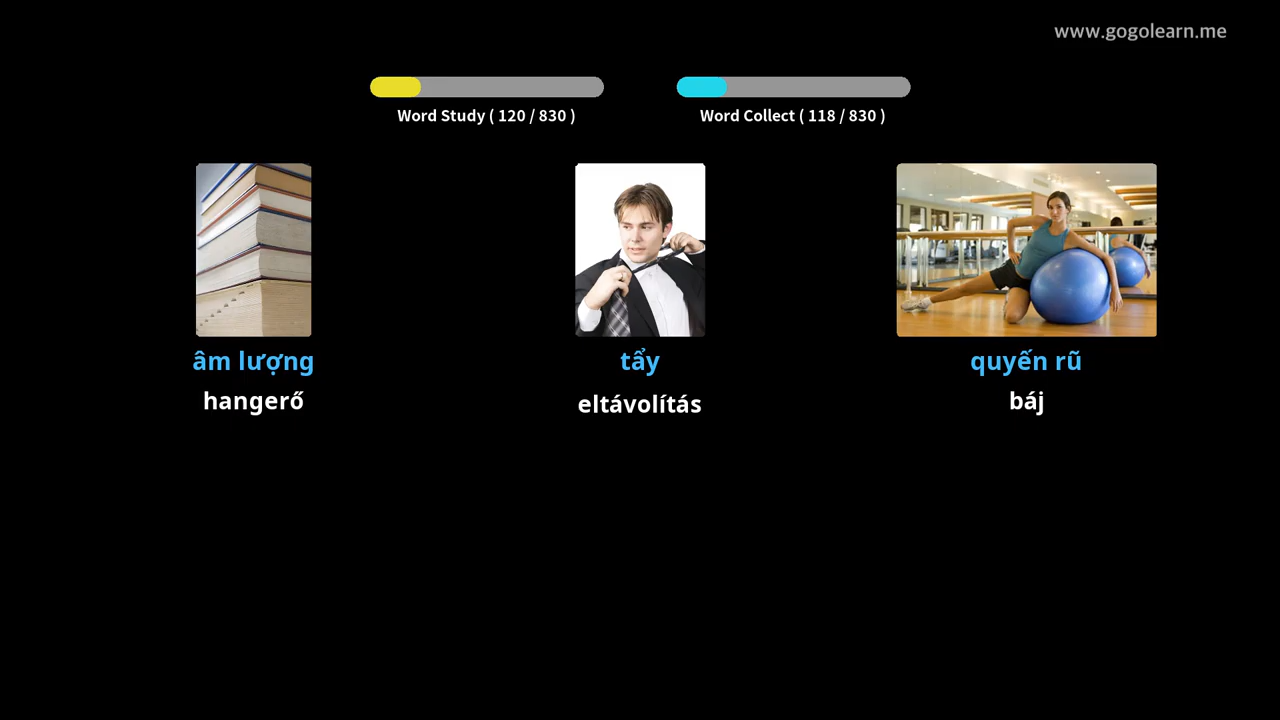 www.gogolearn.me
Word Study ( 120 / 830 )
Word Collect ( 118 / 830 )
âm lượng
hangerő
tẩy
eltávolítás
quyến rũ
báj